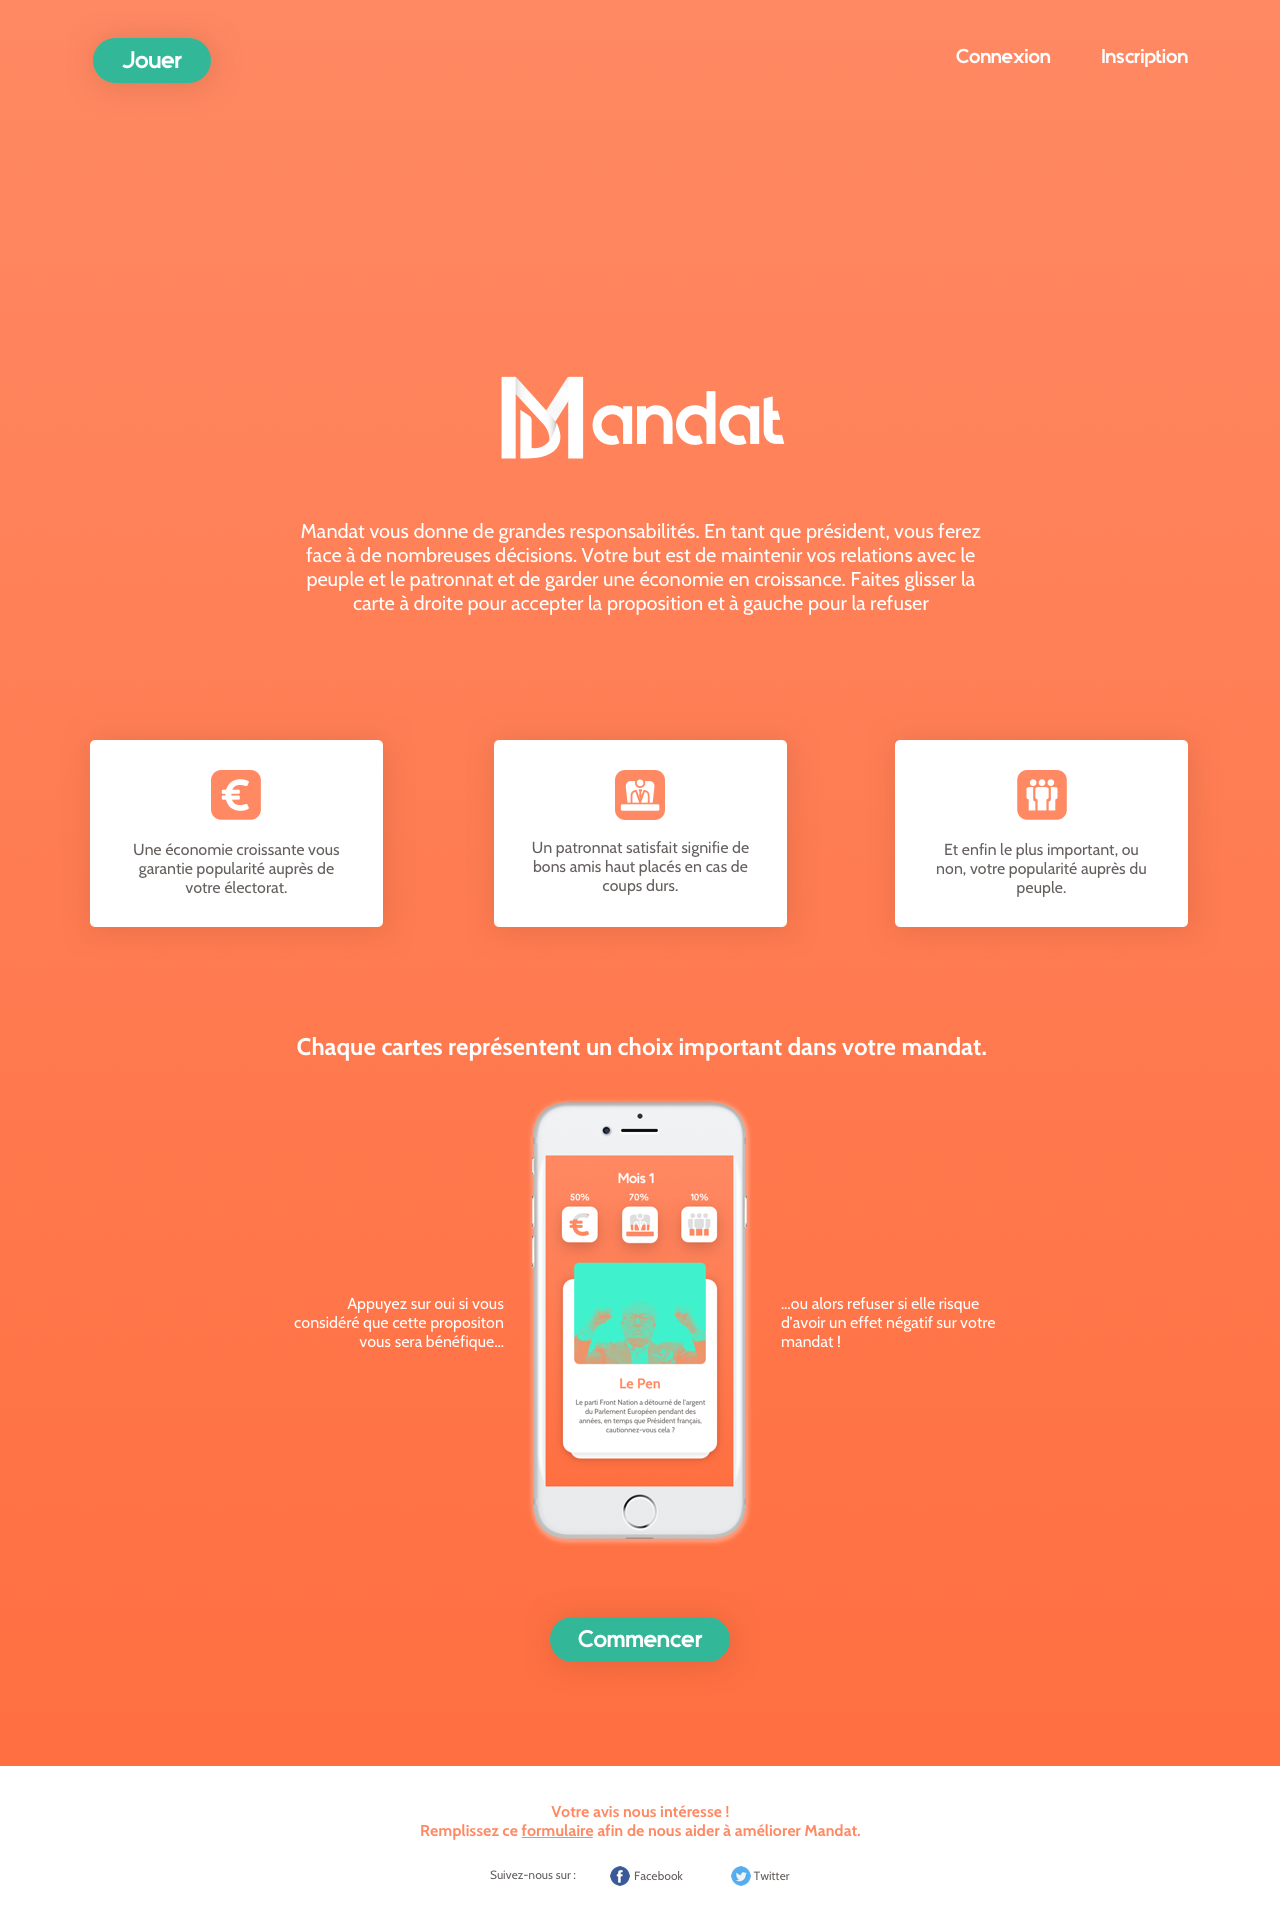 Jouer
Connexion
Inscription
Mandat
Mandat vous donne de grandes responsabilités. En tant que président, vous ferez
face à de nombreuses décisions. Votre but est de maintenir vos relations avec le
peuple et le patronnat et de garder une économie en croissance. Faites glisser la
carte à droite pour accepter la proposition et à gauche pour la refuser
Une économie croissante vous
garantie popularité auprès de
votre électorat.
Un patronnat satisfait signifie de
bons amis haut placés en cas de
coups durs.
Et enfin le plus important, ou
non, votre popularité auprès du
peuple.
Chaque cartes représentent un choix important dans votre mandat.
Appuyez sur oui si vous
considéré que cette propositon
vous sera bénéfique...
Mois 1
50%
70%
10%
Le Pen
Le parti Front Nation a détourné de l'argent
du Parlement Européen pendant des
années, en temps que Président français,
cautionnez-vous cela ?
...ou alors refuser si elle risque
d'avoir un effet négatif sur votre
mandat !
Commencer
Votre avis nous intéresse !
Remplissez ce formulaire afin de nous aider à améliorer Mandat.
Suivez-nous sur :
Facebook
Twitter